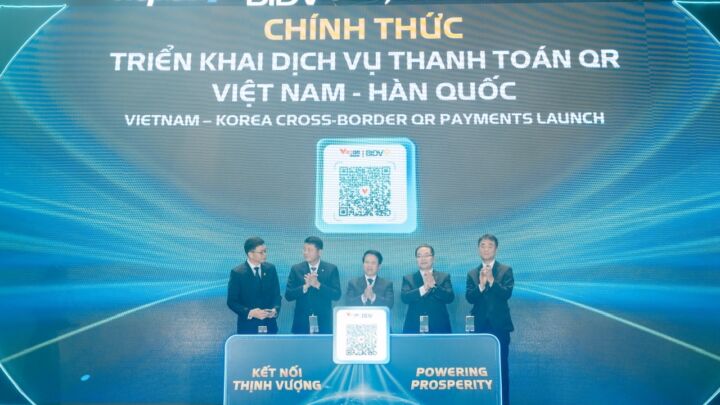 BIDV
CHÍNH THỨC
TRIỂN KHAI DỊCH VỤ THANH TOÁN QR
VIỆT NAM - HÀN QUỐC
VIETNAM – KOREA CROSS-BORDER QR PAYMENTS LAUNCH
BIDV
BIDV
KẾT NỐI
THỊNH VƯỢNG
POWERING
PROSPERITY